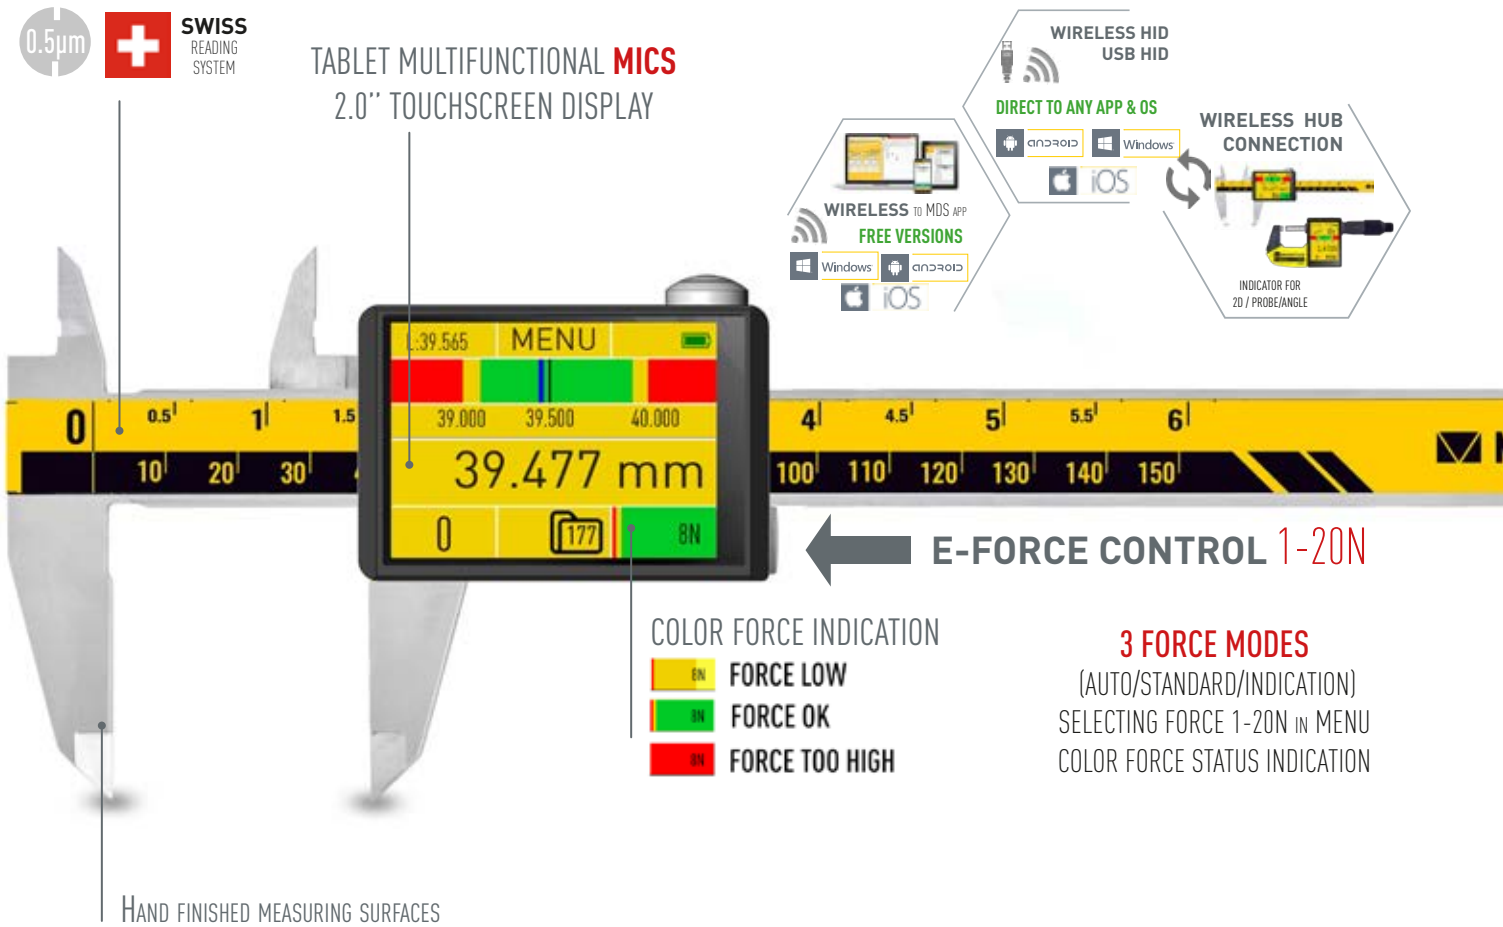 0.5µm
SWISS
READING
SYSTEM
TABLET MULTIFUNCTIONAL MICS
2.0’’ TOUCHSCREEN DISPLAY
WIRELESS HID
USB HID
DIRECT TO ANY APP & OS
ANDROID
Windows
iOS
WIRELESS TO MDS APP
FREE VERSIONS
Windows
ANDROID
iOS
WIRELESS HUB
CONNECTION
INDICATOR FOR
2D / PROBE/ANGLE
L:39.565 MENU
39.000 39.500 40.000
39.477 mm
0 177 8N
0 0.5 1 1.5 4 4.5 5 5.5 6
10 20 30 100 110 120 130 140 150
E-FORCE CONTROL 1-20N
COLOR FORCE INDICATION
8N FORCE LOW
8N FORCE OK
8N FORCE TOO HIGH
3 FORCE MODES
(AUTO/STANDARD/INDICATION)
SELECTING FORCE 1-20N IN MENU
COLOR FORCE STATUS INDICATION
HAND FINISHED MEASURING SURFACES